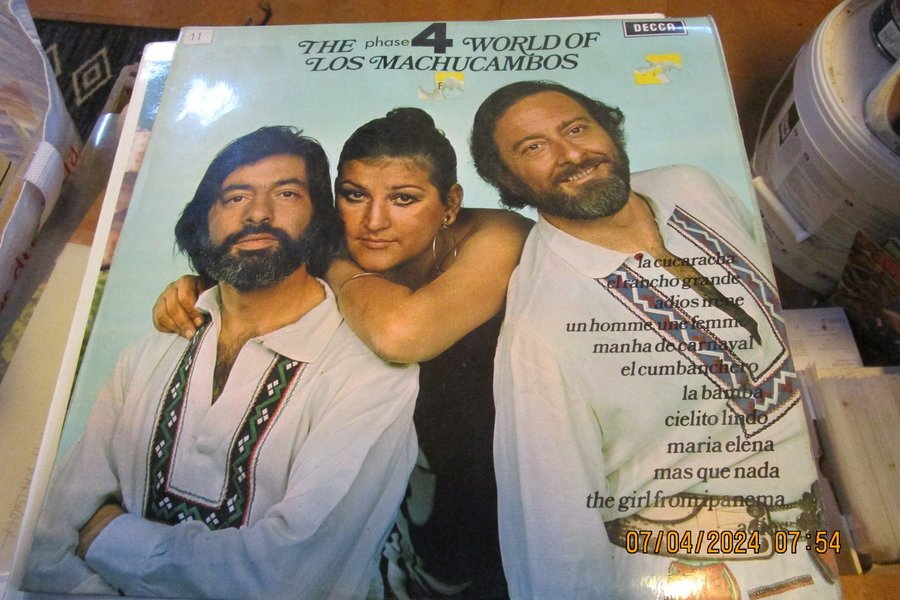 11
THE phase 4 WORLD OF
LOS MACHUCAMBOS
DECCA
la cucaracha
el rancho grande
adios irene
un homme une femme
manha de carnaval
el cumbanchero
la bamba
cielito lindo
maria elena
mas que nada
the girl from ipanema
07/04/2024 07:54